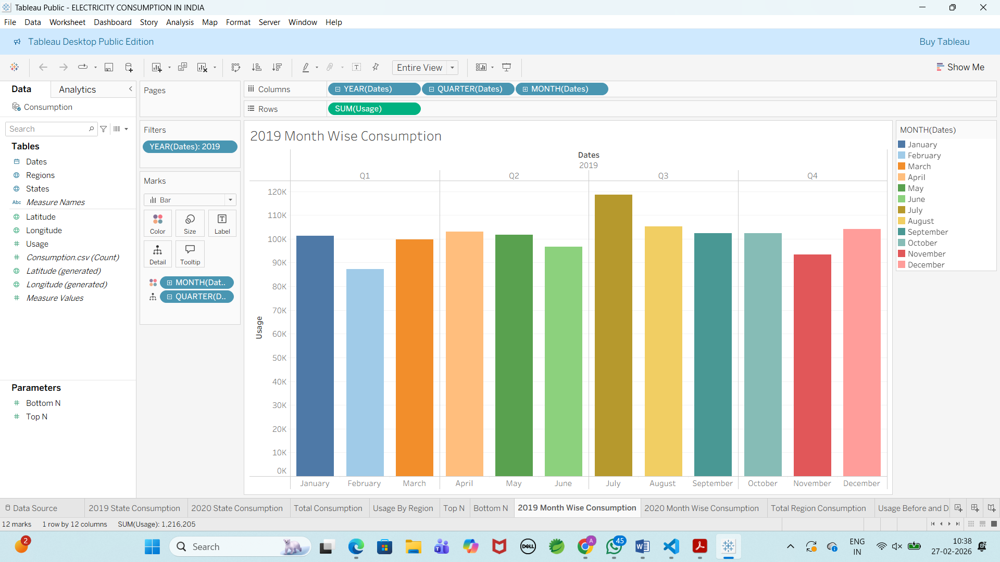 Tableau Public - ELECTRICITY CONSUMPTION IN INDIA
File Data Worksheet Dashboard Story Analysis Map Format Server Window Help
Tableau Desktop Public Edition
Buy Tableau
Entire View
Show Me
Data
Analytics
Consumption
Search
Tables
Dates
Regions
States
Abc Measure Names
Latitude
Longitude
Usage
Consumption.csv (Count)
Latitude (generated)
Longitude (generated)
Measure Values
Parameters
Bottom N
Top N
Pages
Filters
YEAR(Dates): 2019
Marks
Bar
Color Size Label
Detail Tooltip
MONTH(Dat..
QUARTER(D..
Columns YEAR(Dates) QUARTER(Dates) MONTH(Dates)
Rows SUM(Usage)
2019 Month Wise Consumption
Dates
2019
Q1 Q2 Q3 Q4
120K
110K
100K
90K
80K
70K
60K
50K
40K
30K
20K
10K
0K
Usage
January February March April May June July August September October November December
MONTH(Dates)
January
February
March
April
May
June
July
August
September
October
November
December
Data Source 2019 State Consumption 2020 State Consumption Total Consumption Usage By Region Top N Bottom N 2019 Month Wise Consumption 2020 Month Wise Consumption Total Region Consumption Usage Before and D
12 marks 1 row by 12 columns SUM(Usage): 1,216,205
2
Search
DELL
A
45
ENG
IN
10:38
27-02-2026